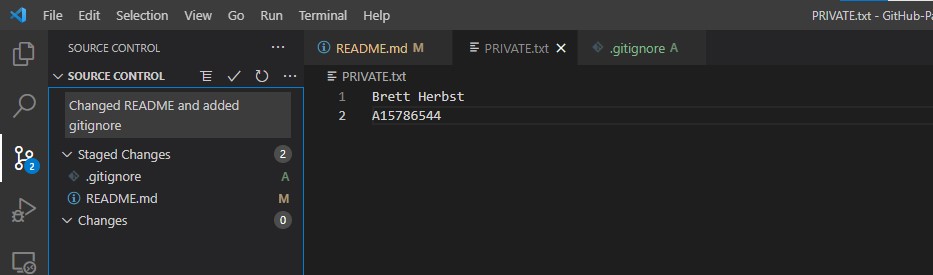 File Edit Selection View Go Run Terminal Help PRIVATE.txt - GitHub-Pa
SOURCE CONTROL ...
SOURCE CONTROL ...
Changed README and added
gitignore
Staged Changes 2
.gitignore A
README.md M
Changes 0
2
README.md M PRIVATE.txt .gitignore A
PRIVATE.txt
1 Brett Herbst
2 A15786544